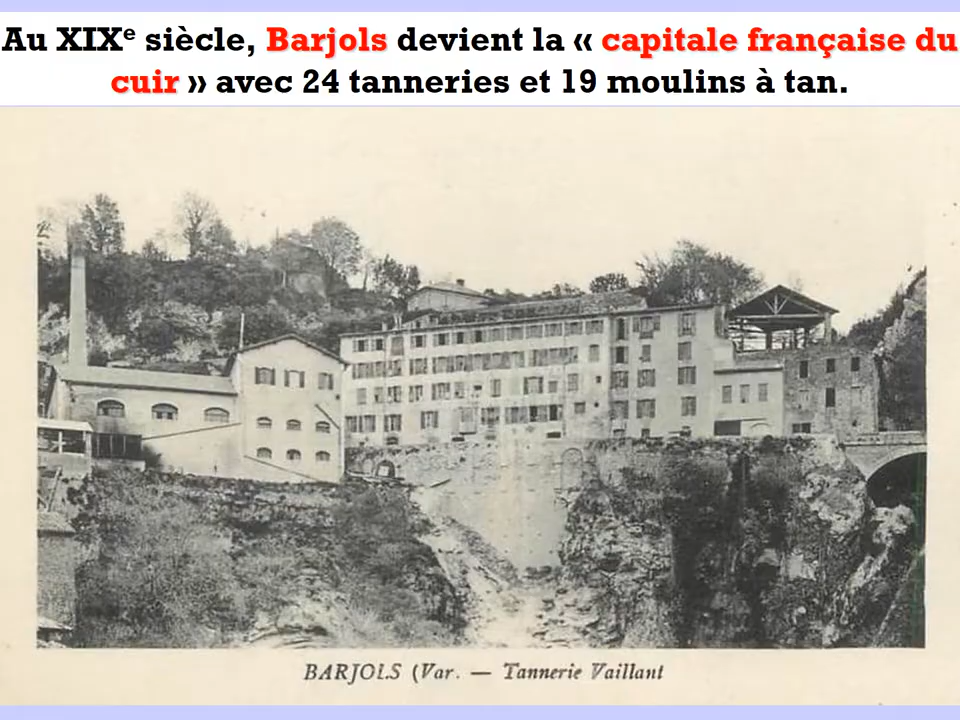 Au XIXe siècle, Barjols devient la « capitale française du
cuir » avec 24 tanneries et 19 moulins à tan.
BARJOLS (Var. — Tannerie Vaillant